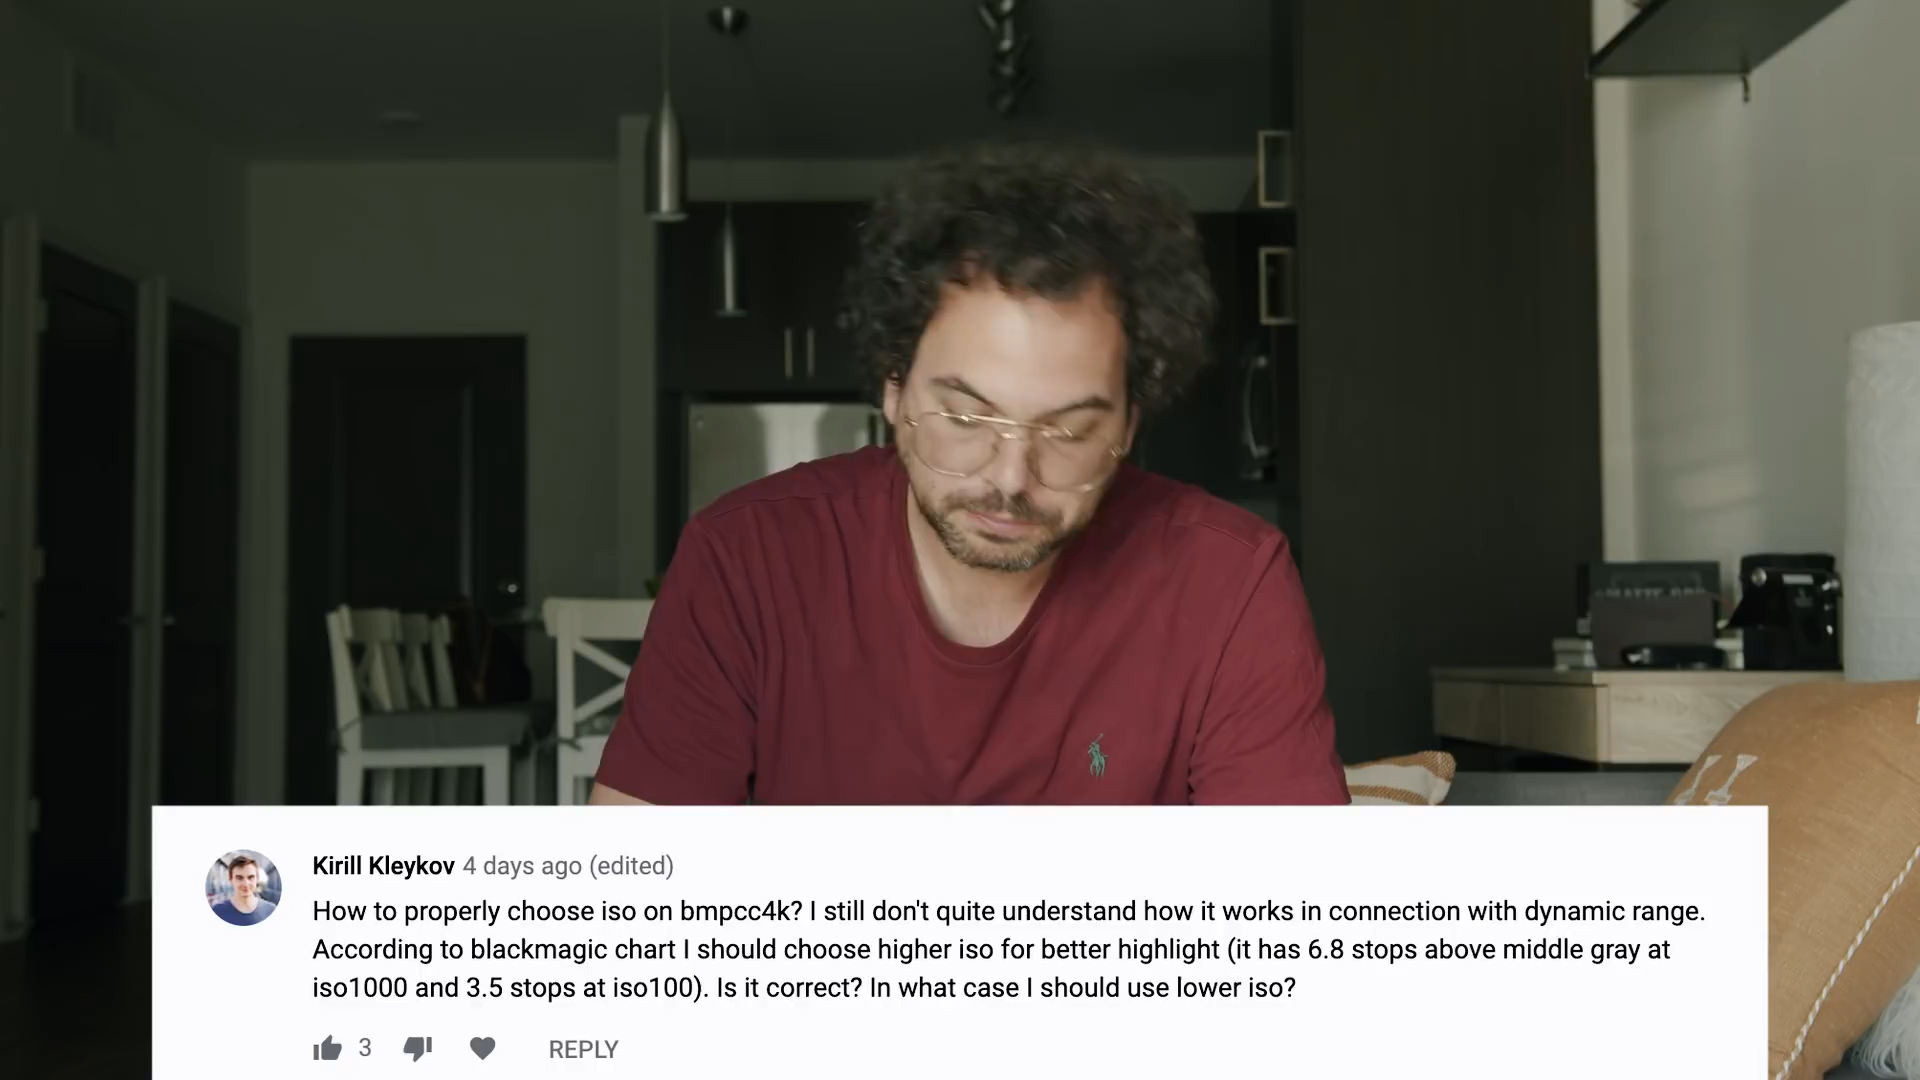 Kirill Kleykov 4 days ago (edited)
How to properly choose iso on bmpcc4k? I still don't quite understand how it works in connection with dynamic range.
According to blackmagic chart I should choose higher iso for better highlight (it has 6.8 stops above middle gray at
iso1000 and 3.5 stops at iso100). Is it correct? In what case I should use lower iso?
3 REPLY